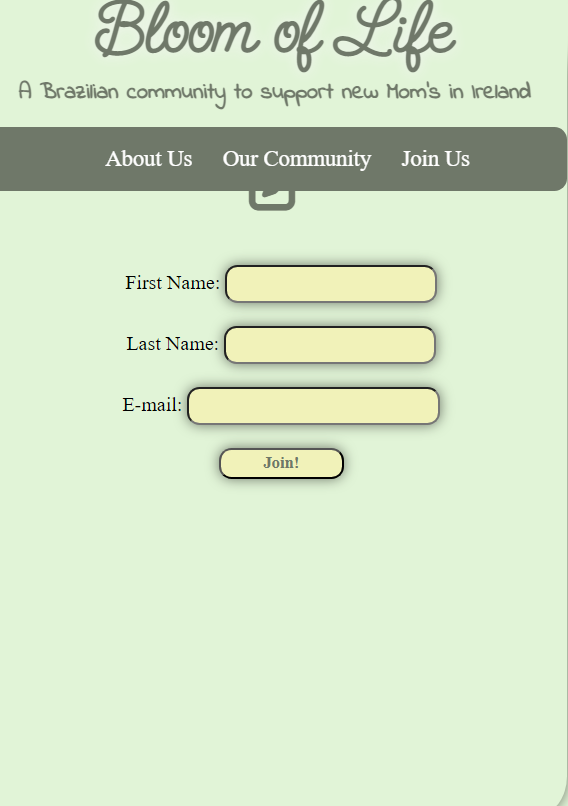 Bloom of Life
A Brazilian community to support new Mom's in Ireland
About Us Our Community Join Us
First Name:
Last Name:
E-mail:
Join!